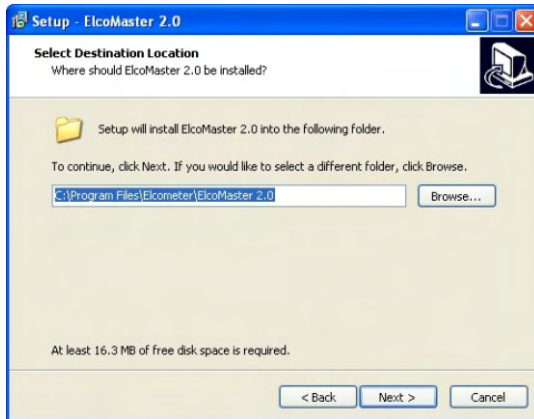 Setup - ElcoMaster 2.0
Select Destination Location
Where should ElcoMaster 2.0 be installed?
Setup will install ElcoMaster 2.0 into the following folder.
To continue, click Next. If you would like to select a different folder, click Browse.
C:\Program Files\Elcometer\ElcoMaster 2.0
Browse...
At least 16.3 MB of free disk space is required.
< Back
Next >
Cancel